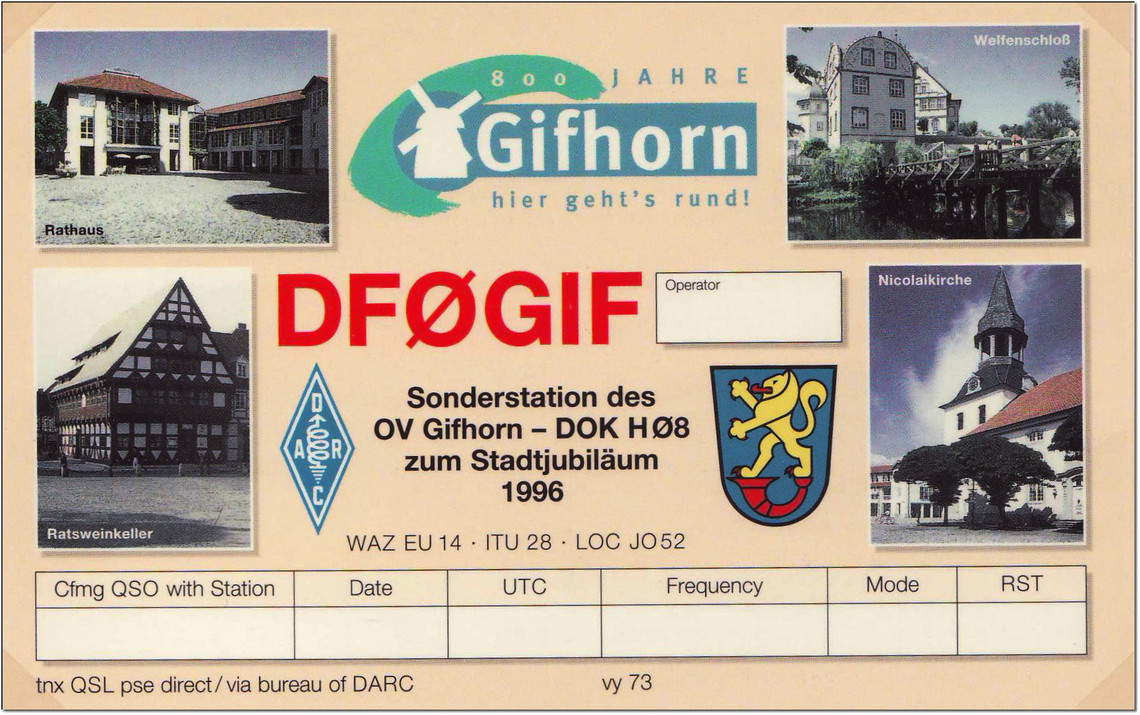 Rathaus
800 JAHRE
Gifhorn
hier geht's rund!
Welfenschloß
Ratsweinkeller
DFØGIF
Operator
Nicolaikirche
DARC
Sonderstation des
OV Gifhorn – DOK HØ8
zum Stadtjubiläum
1996
WAZ EU 14 · ITU 28 · LOC JO52
Cfmg QSO with Station Date UTC Frequency Mode RST
tnx QSL pse direct / via bureau of DARC vy 73